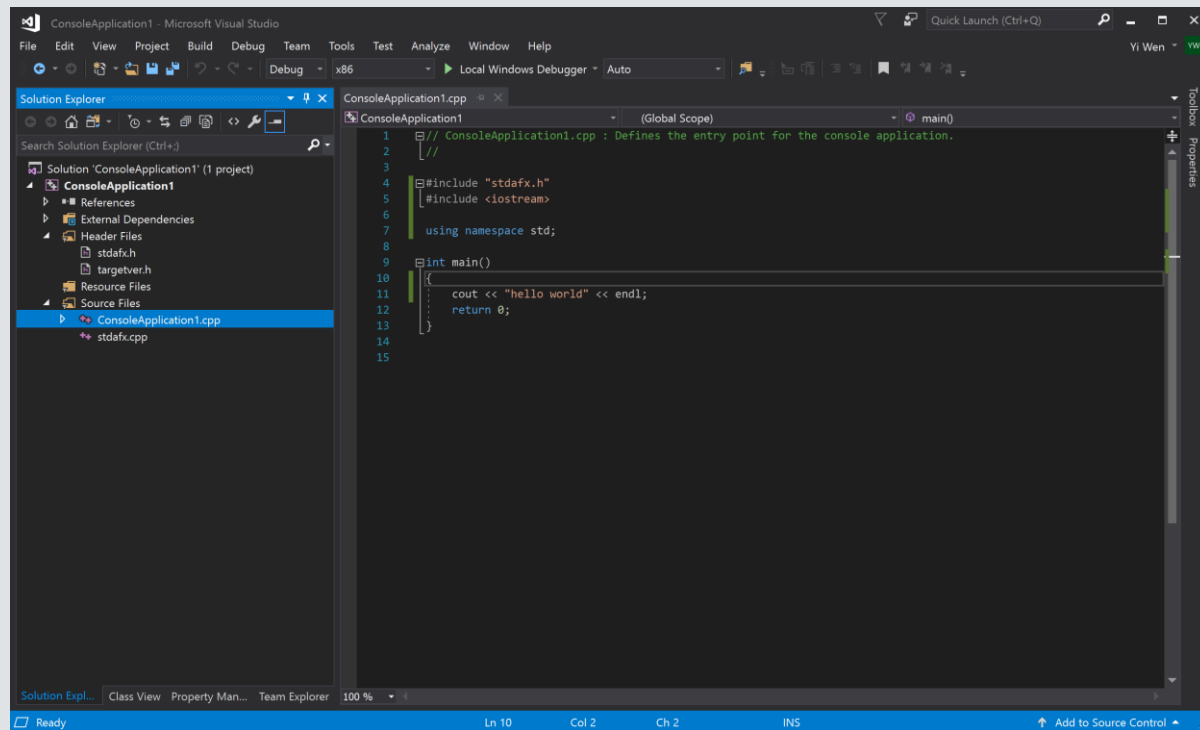 ConsoleApplication1 - Microsoft Visual Studio
Quick Launch (Ctrl+Q)
File Edit View Project Build Debug Team Tools Test Analyze Window Help
Yi Wen YW
Debug x86 Local Windows Debugger Auto
Solution Explorer
Search Solution Explorer (Ctrl+;)
Solution 'ConsoleApplication1' (1 project)
ConsoleApplication1
References
External Dependencies
Header Files
stdafx.h
targetver.h
Resource Files
Source Files
ConsoleApplication1.cpp
stdafx.cpp
Solution Expl... Class View Property Man... Team Explorer
ConsoleApplication1.cpp
ConsoleApplication1 (Global Scope) main()
1 // ConsoleApplication1.cpp : Defines the entry point for the console application.
2 //
3
4 #include "stdafx.h"
5 #include <iostream>
6
7 using namespace std;
8
9 int main()
10 {
11 cout << "hello world" << endl;
12 return 0;
13 }
14
15
100 %
Toolbox
Properties
Ready Ln 10 Col 2 Ch 2 INS Add to Source Control